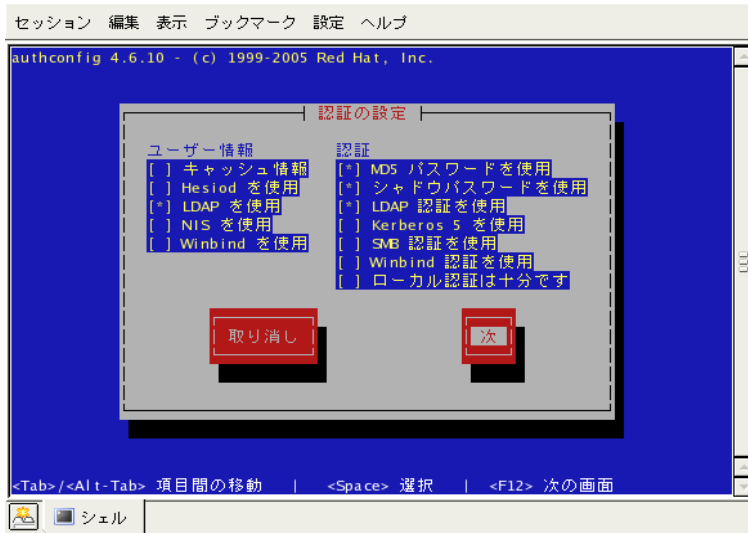 セッション 編集 表示 ブックマーク 設定 ヘルプ
authconfig 4.6.10 - (c) 1999-2005 Red Hat, Inc.
認証の設定
ユーザー情報
[ ] キャッシュ情報
[ ] Hesiod を使用
[*] LDAP を使用
[ ] NIS を使用
[ ] Winbind を使用
認証
[*] MD5 パスワードを使用
[*] シャドウパスワードを使用
[*] LDAP 認証を使用
[ ] Kerberos 5 を使用
[ ] SMB 認証を使用
[ ] Winbind 認証を使用
[ ] ローカル認証は十分です
取り消し
次
<Tab>/<Alt-Tab> 項目間の移動 | <Space> 選択 | <F12> 次の画面
シェル